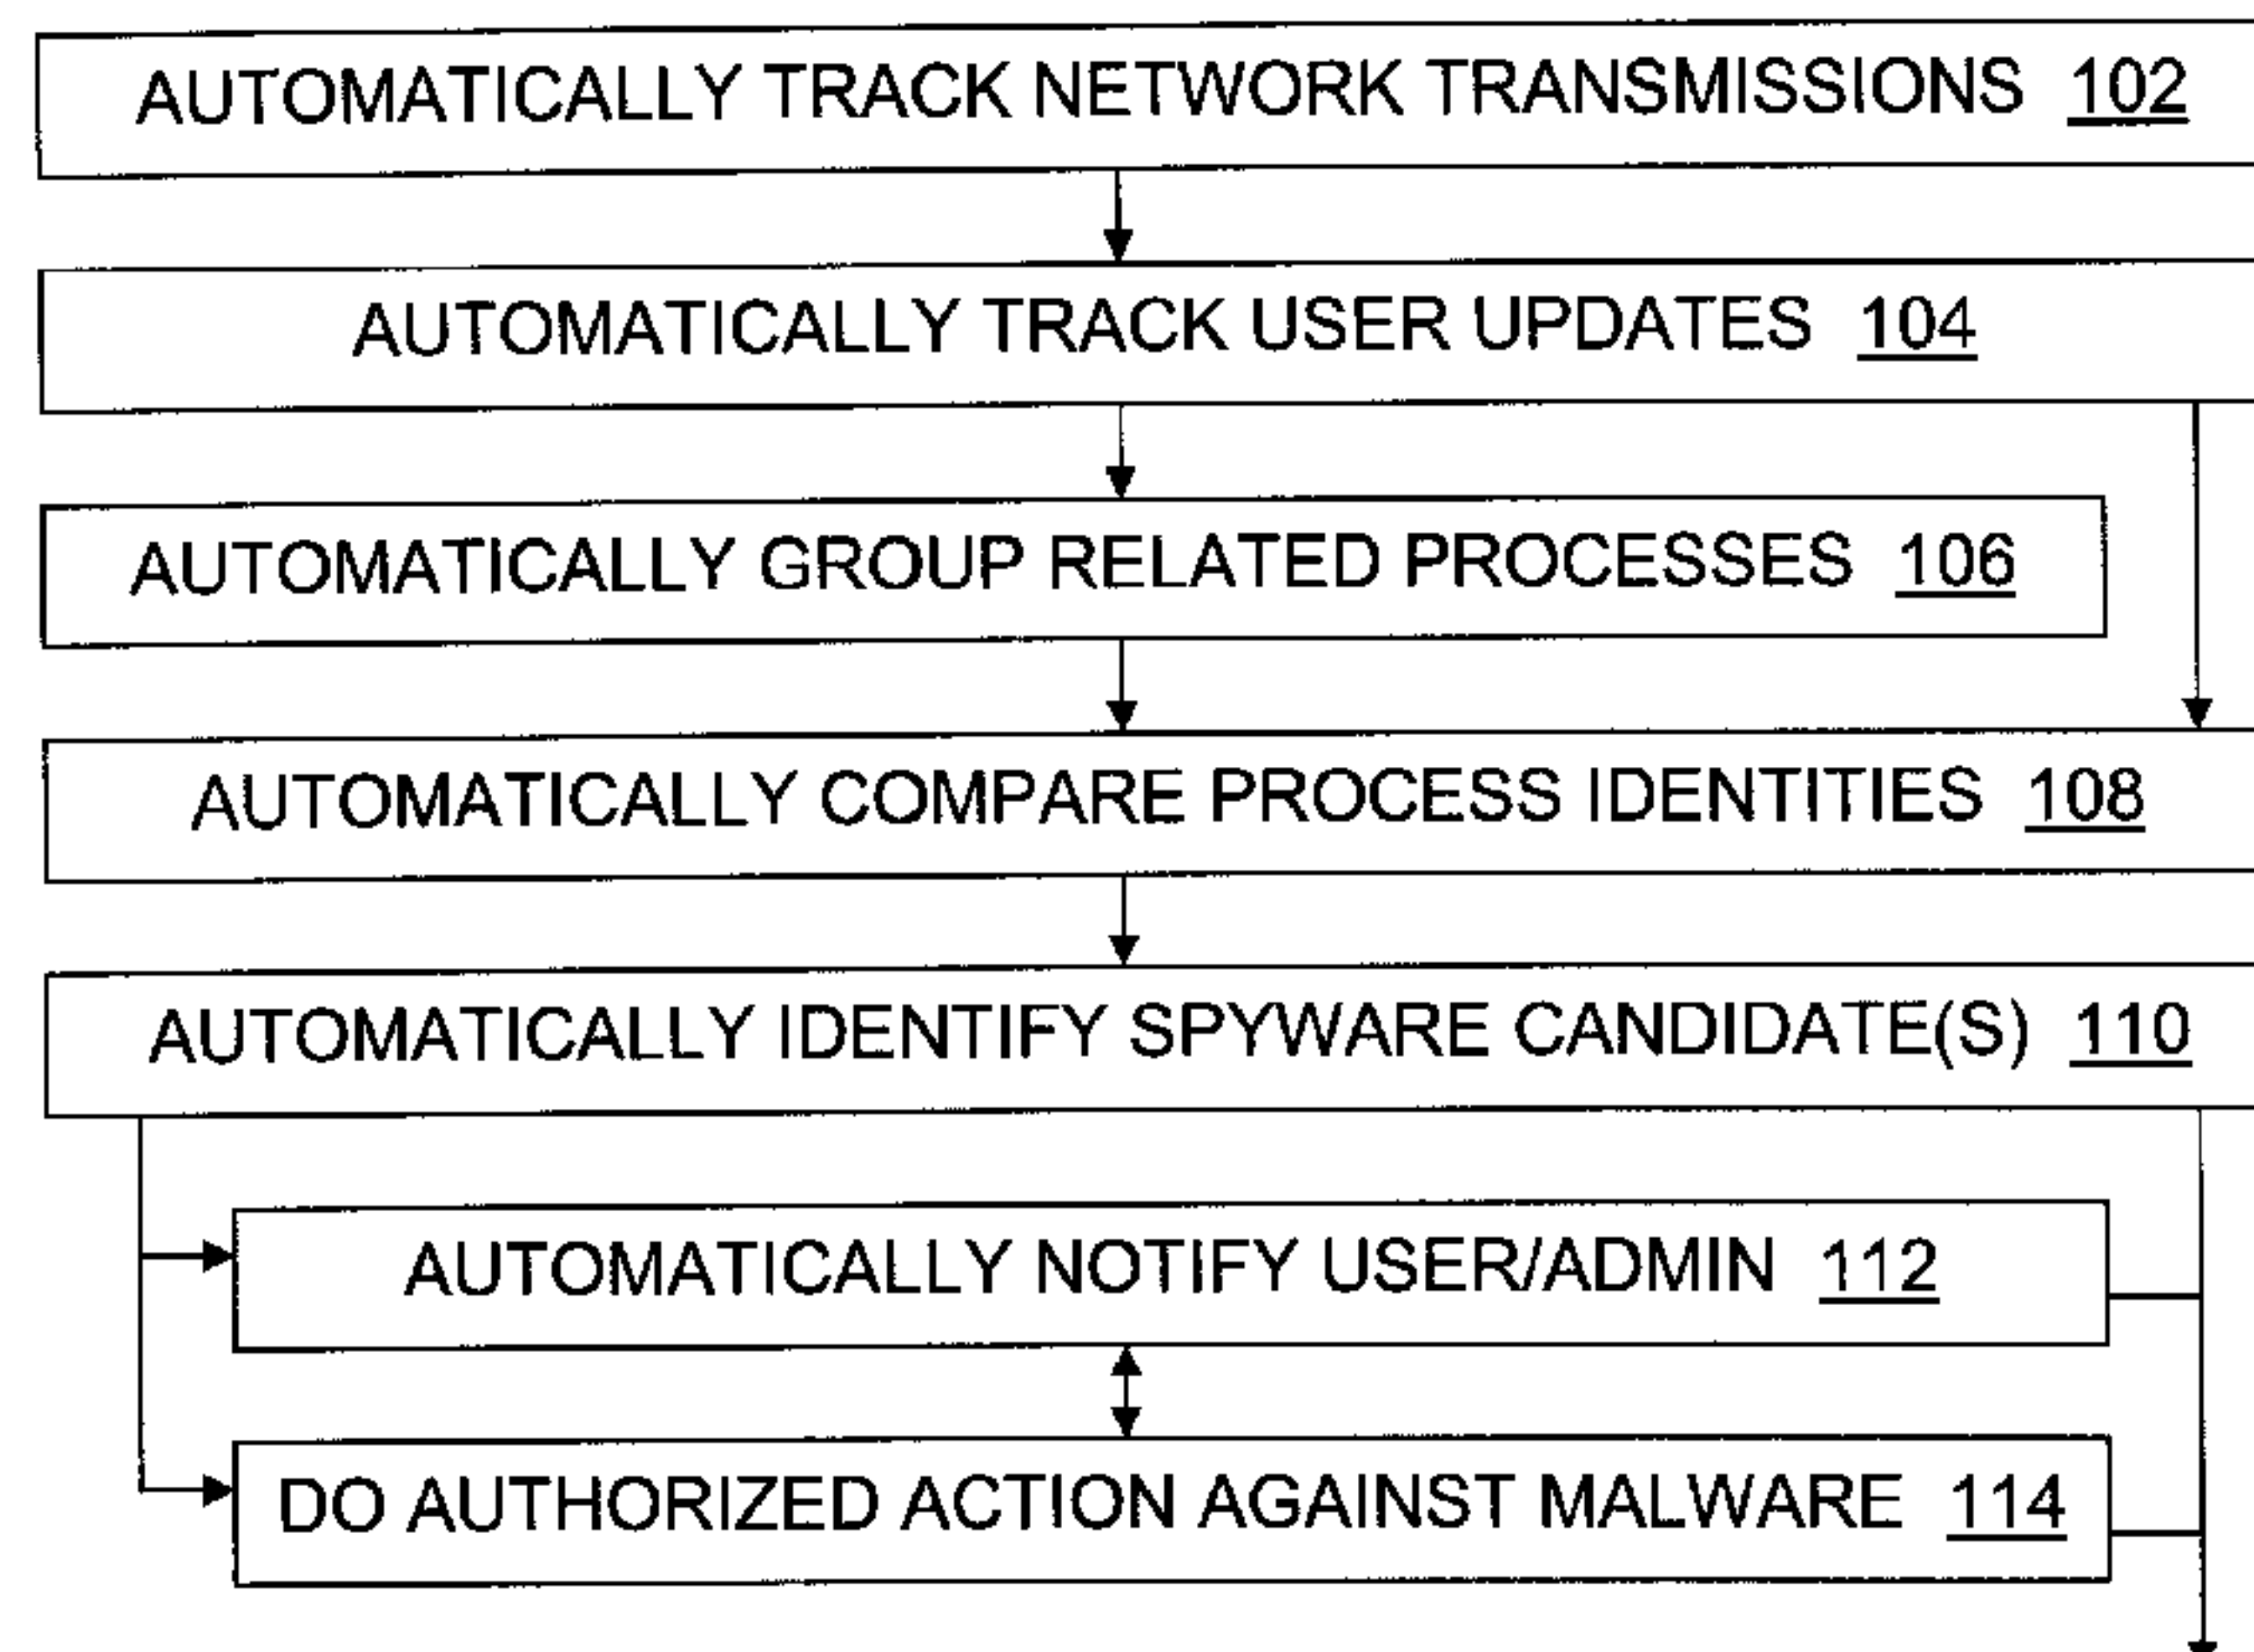 AUTOMATICALLY TRACK NETWORK TRANSMISSIONS 102
AUTOMATICALLY TRACK USER UPDATES 104
AUTOMATICALLY GROUP RELATED PROCESSES 106
AUTOMATICALLY COMPARE PROCESS IDENTITIES 108
AUTOMATICALLY IDENTIFY SPYWARE CANDIDATE(S) 110
AUTOMATICALLY NOTIFY USER/ADMIN 112
DO AUTHORIZED ACTION AGAINST MALWARE 114